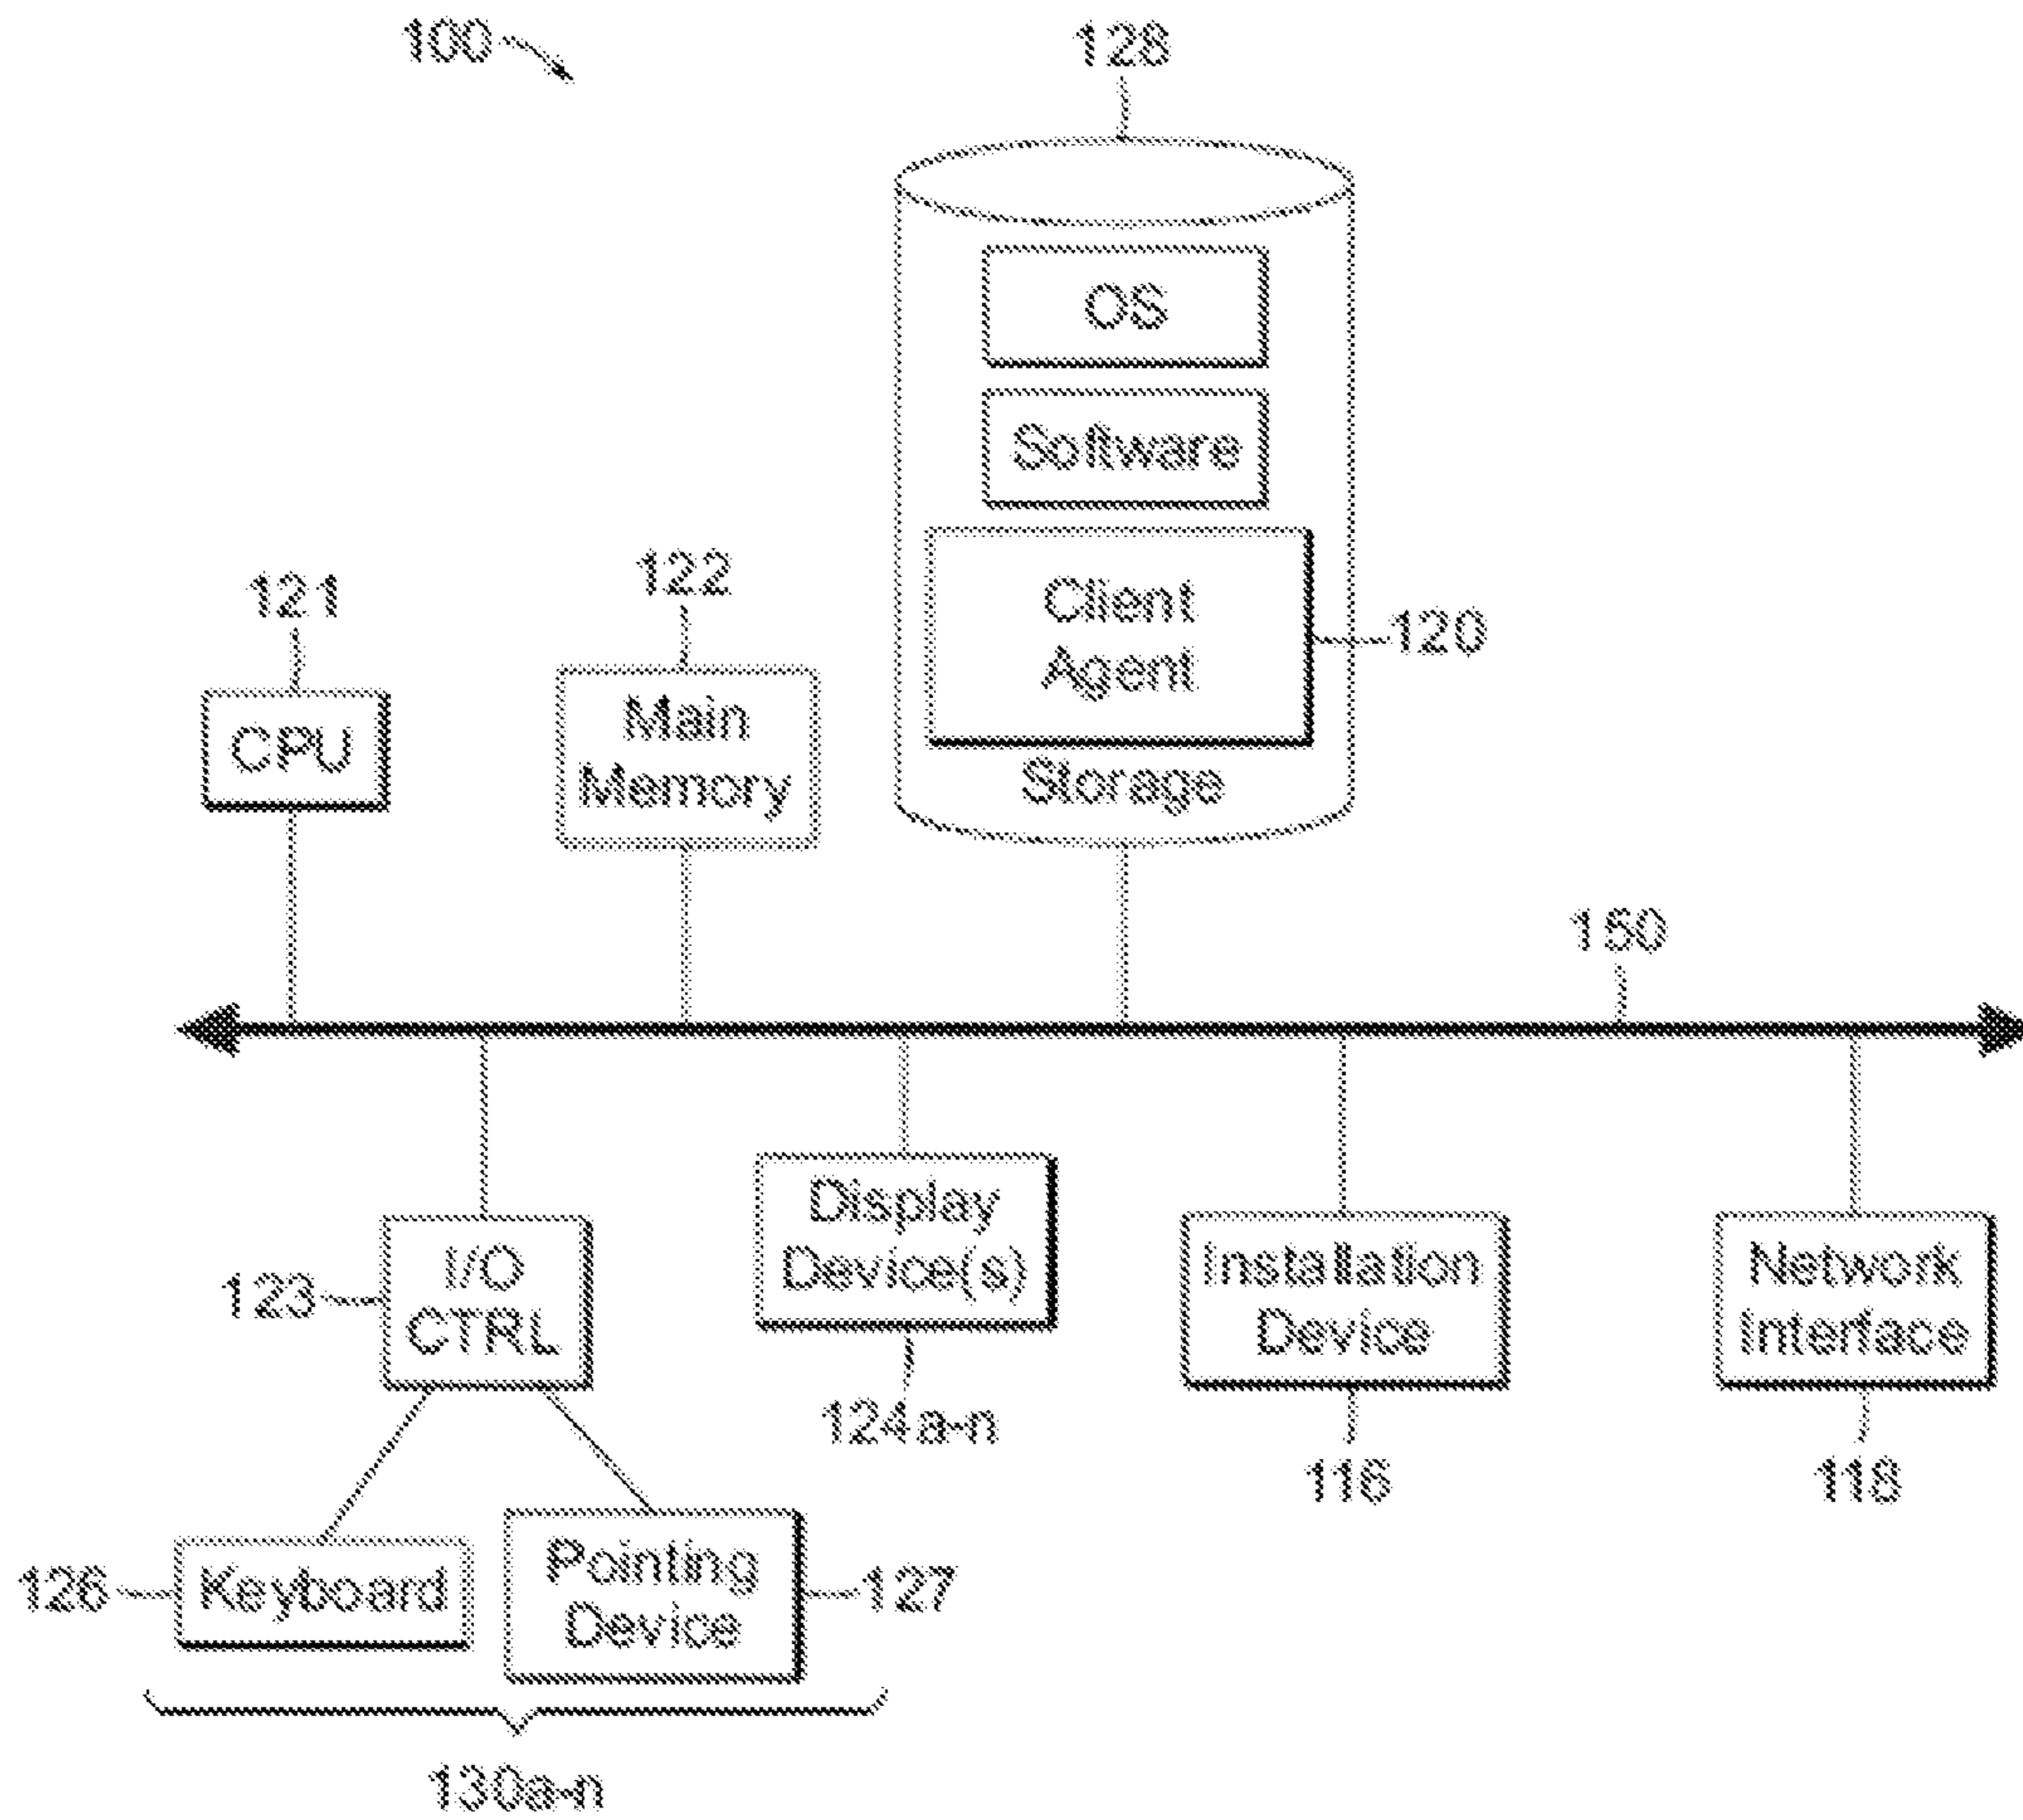 100
128
OS
Software
Client
Agent
120
Storage
121
CPU
122
Main
Memory
150
I/O
CTRL
123
Display
Device(s)
124a-n
Installation
Device
116
Network
Interface
118
126
Keyboard
Pointing
Device
127
130a-n